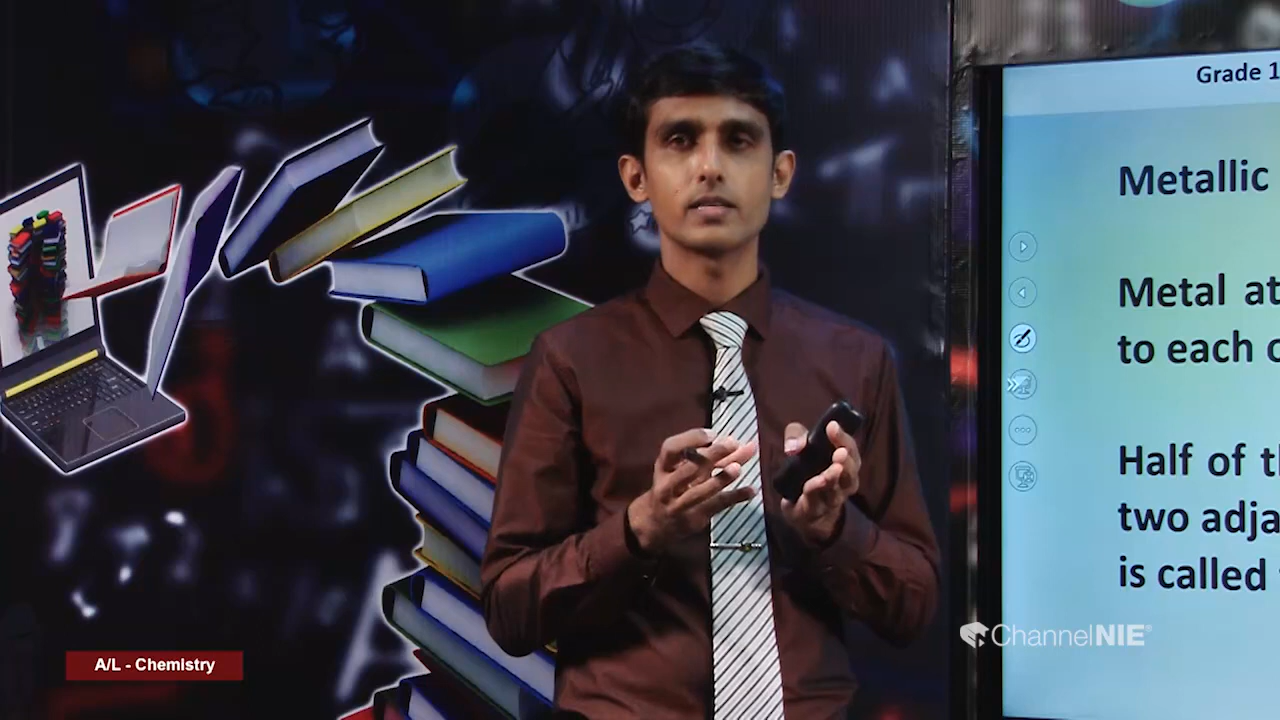 Grade 1
Metallic
Metal at
to each
Half of
two adja
is called
ChannelNIE
A/L - Chemistry